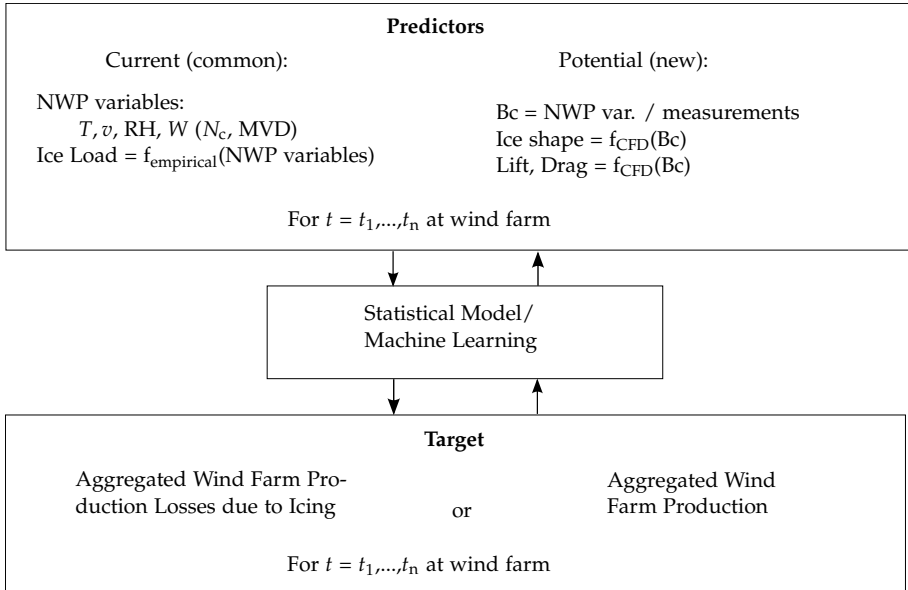 Predictors
Current (common):
NWP variables:
T, v, RH, W (Nc, MVD)
Ice Load = fempirical(NWP variables)
Potential (new):
Bc = NWP var. / measurements
Ice shape = fCFD(Bc)
Lift, Drag = fCFD(Bc)
For t = t1,...,tn at wind farm
Statistical Model/
Machine Learning
Target
Aggregated Wind Farm Pro-
duction Losses due to Icing
or
Aggregated Wind
Farm Production
For t = t1,...,tn at wind farm